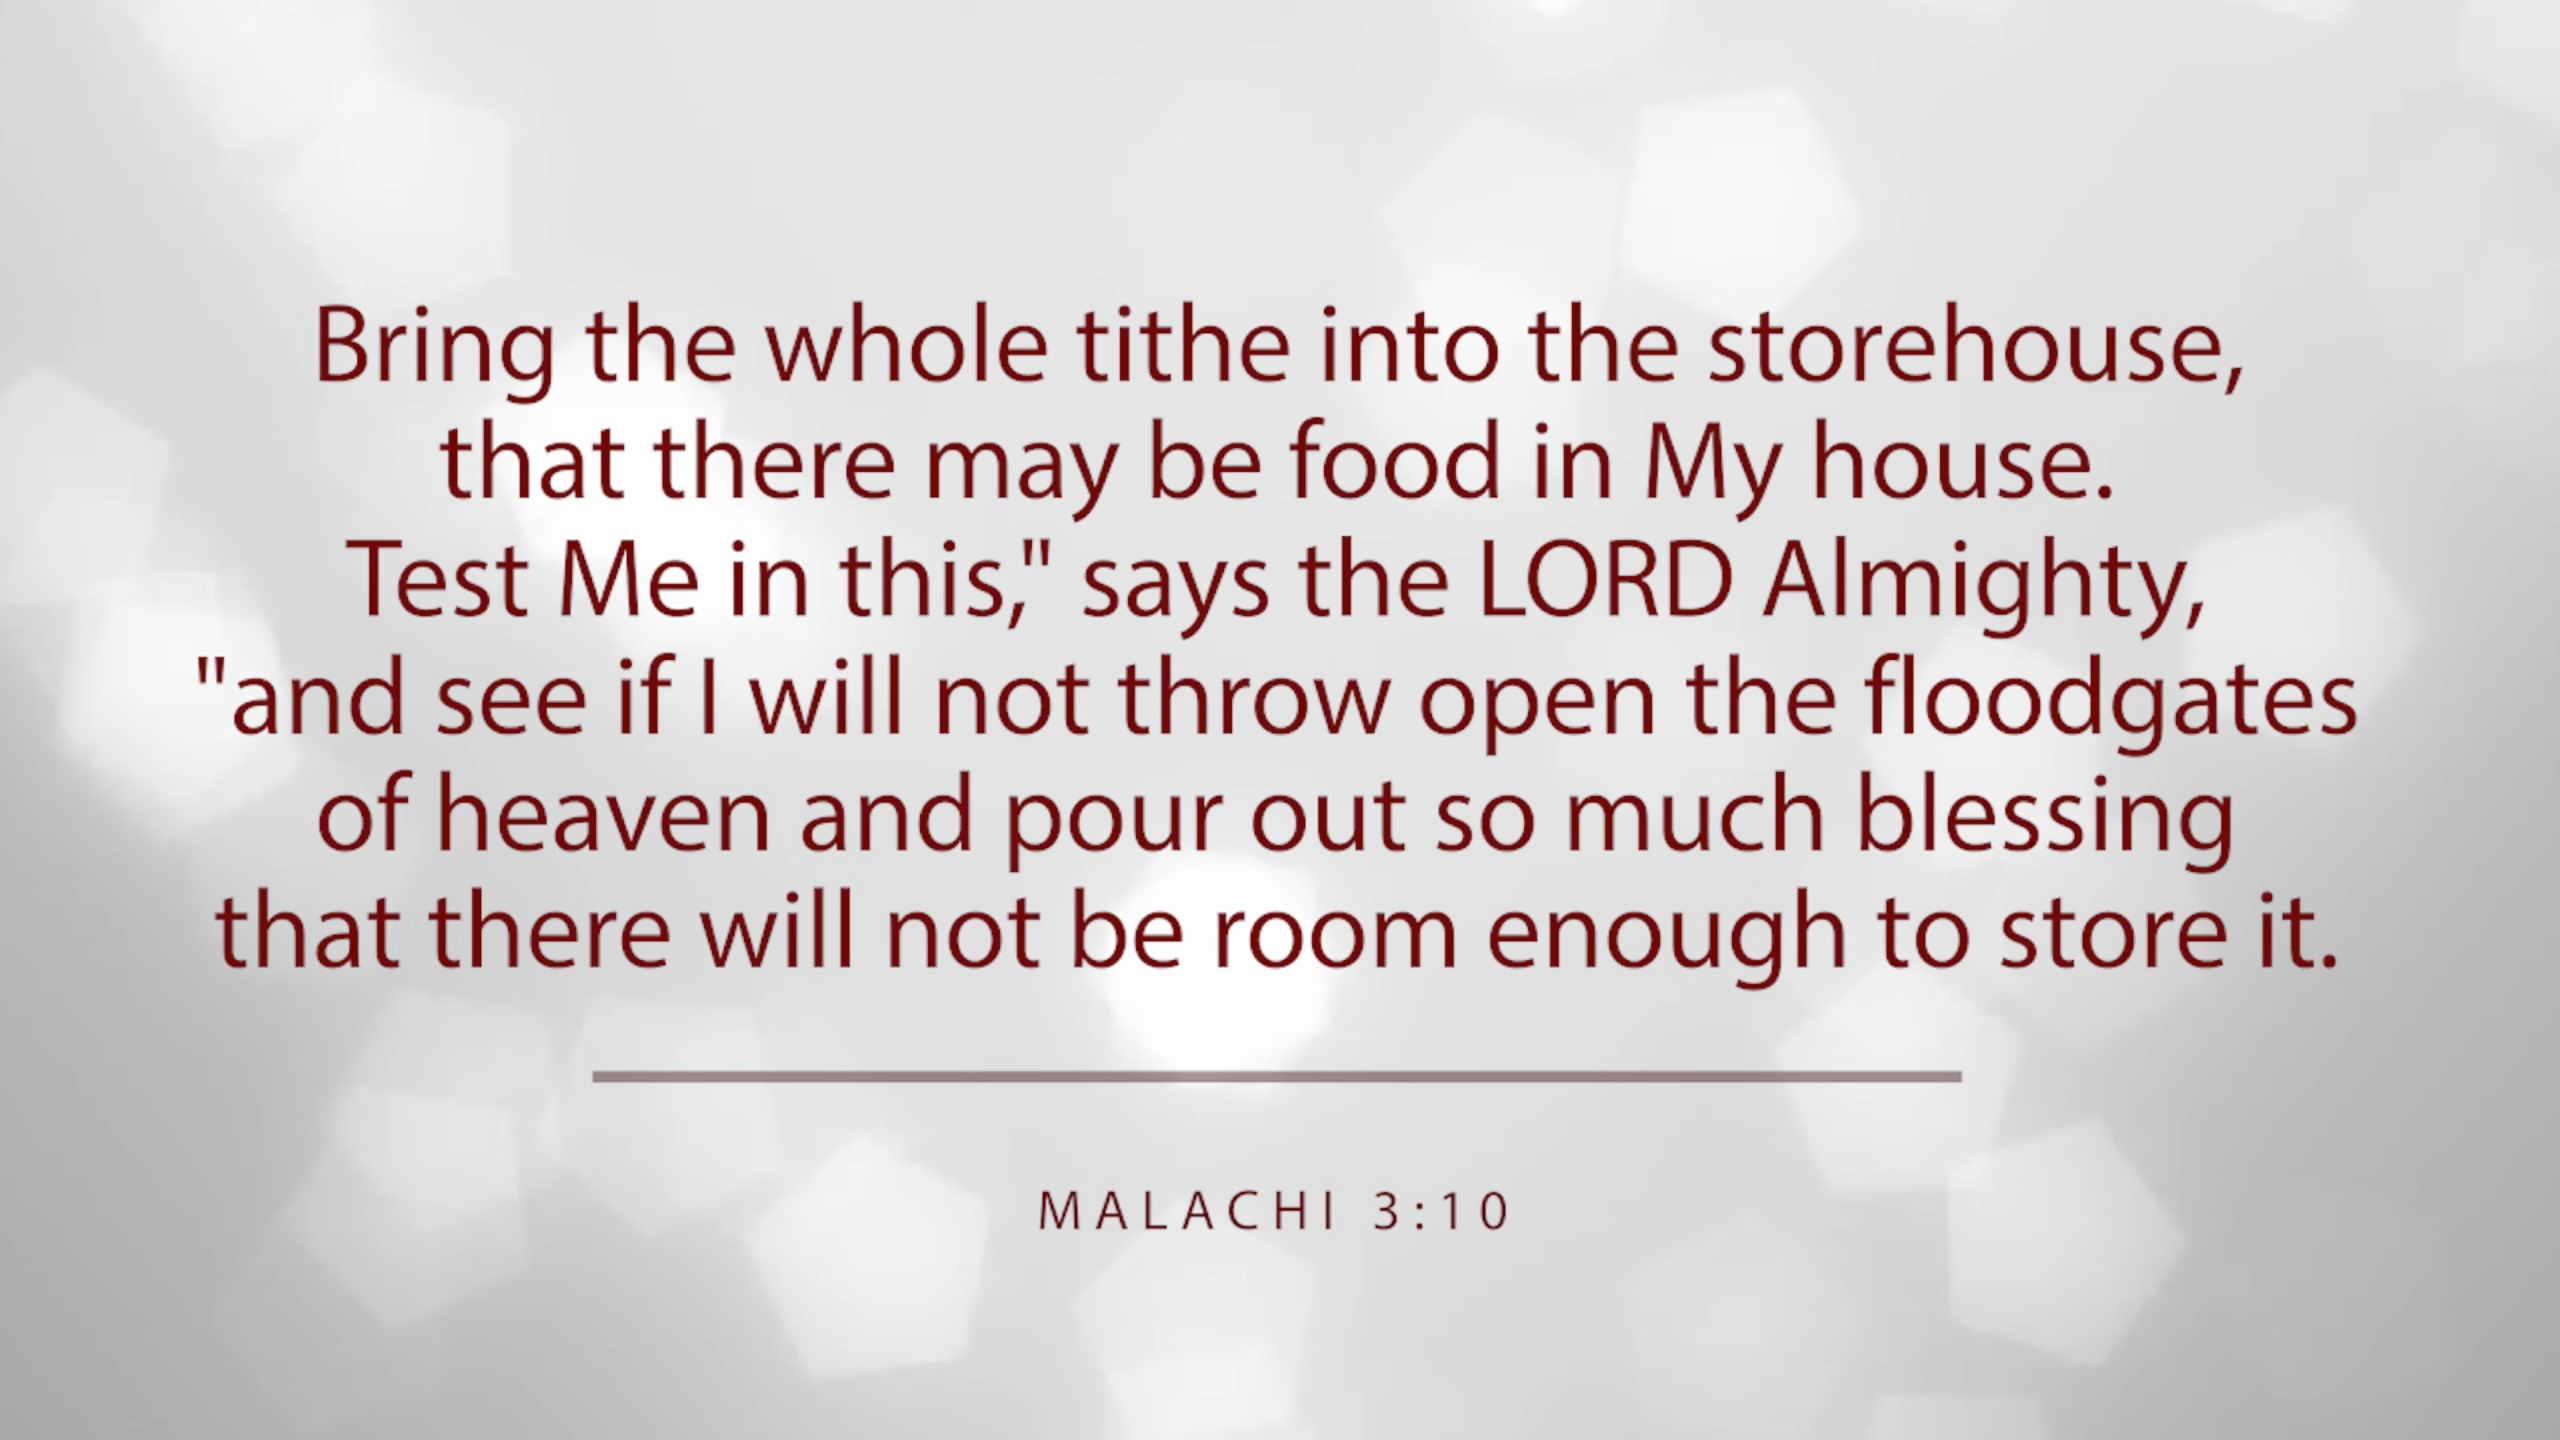 Bring the whole tithe into the storehouse,
that there may be food in My house.
Test Me in this," says the LORD Almighty,
"and see if I will not throw open the floodgates
of heaven and pour out so much blessing
that there will not be room enough to store it.
MALACHI 3:10